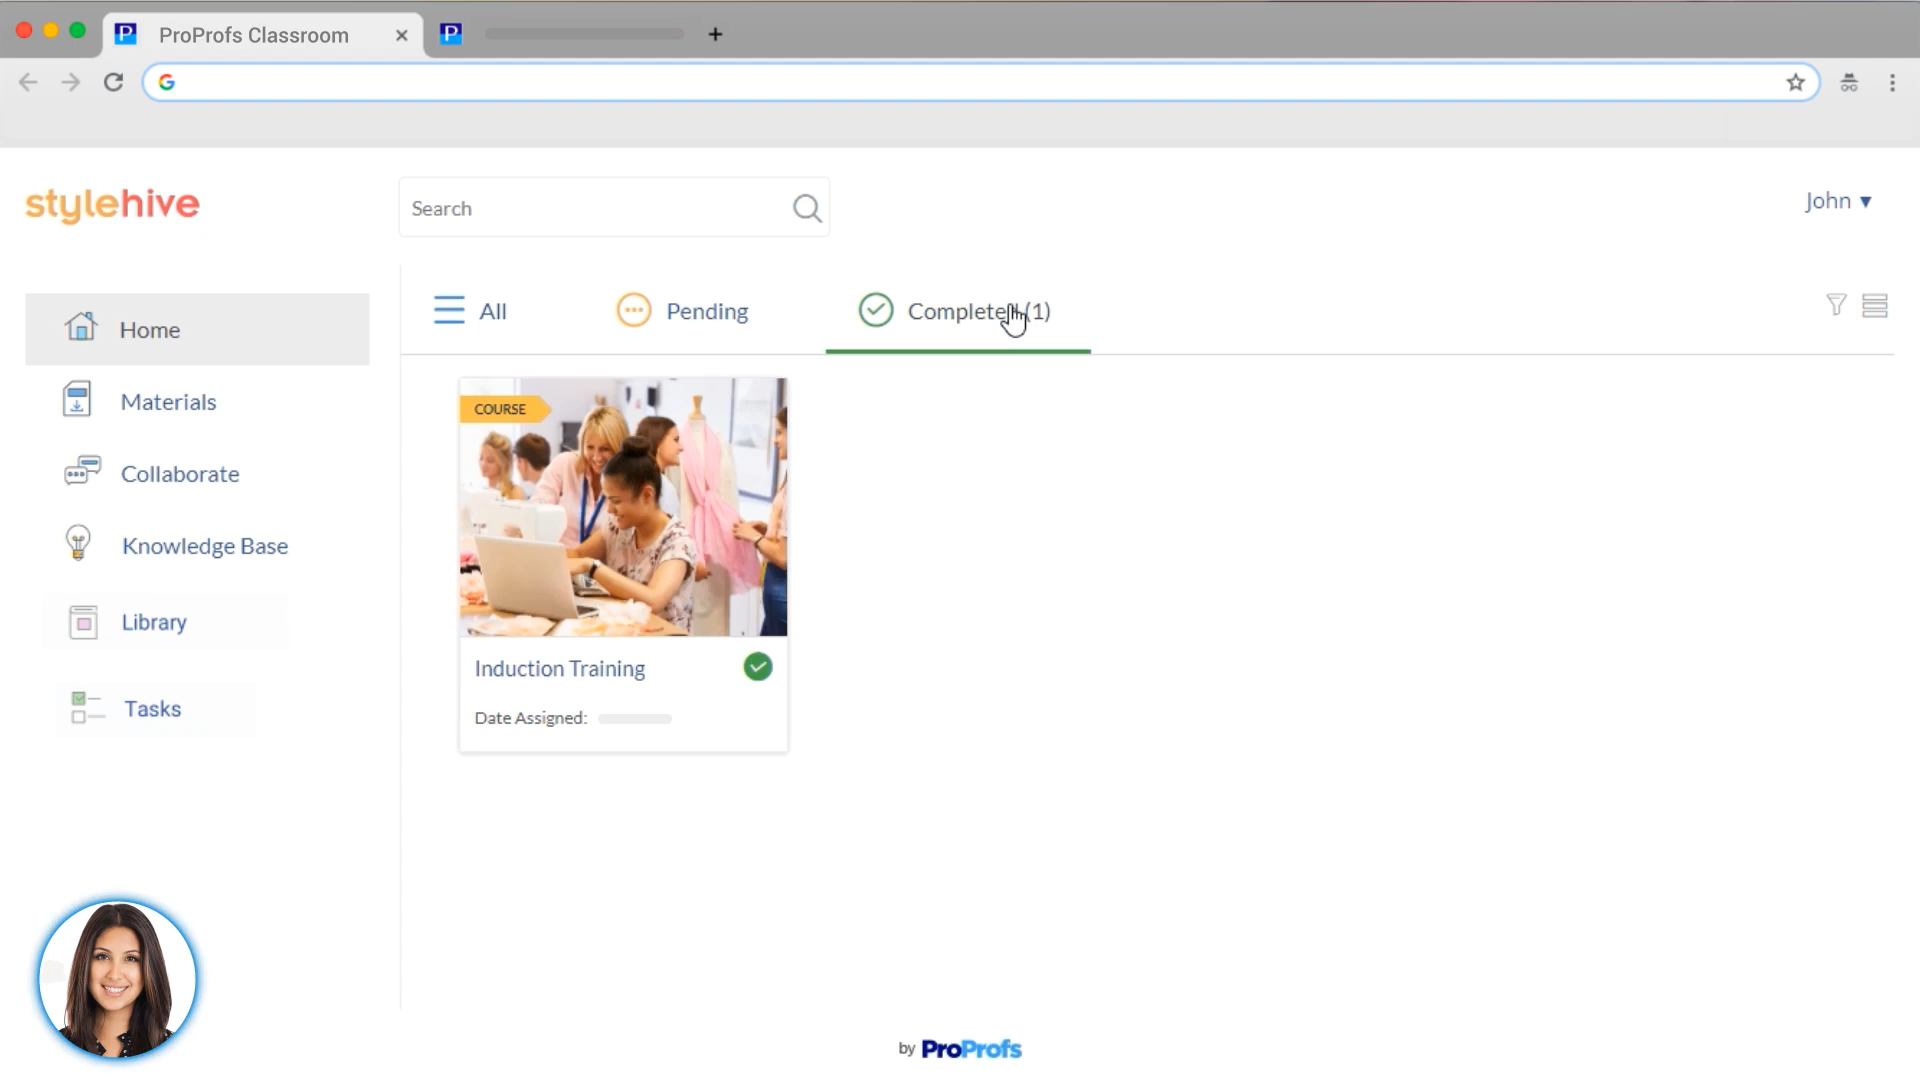 ProProfs Classroom
stylehive
Search
John
All
Pending
Completed (1)
Home
Materials
Collaborate
Knowledge Base
Library
Tasks
COURSE
Induction Training
Date Assigned:
by ProProfs